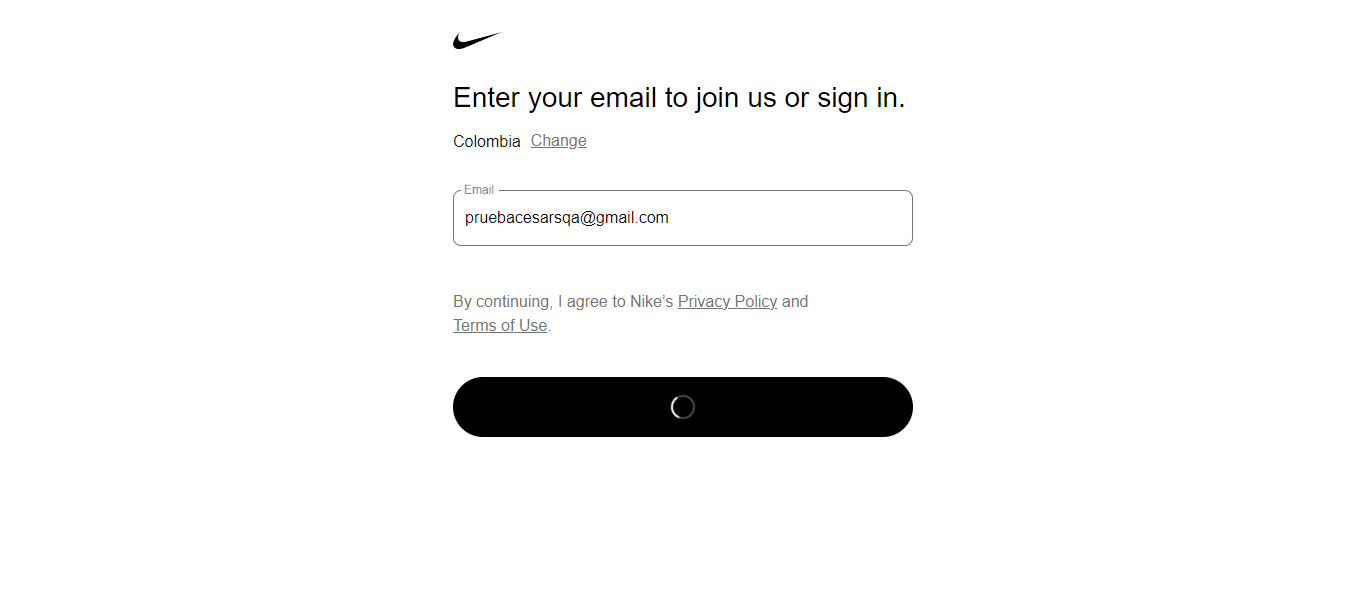 Enter your email to join us or sign in.
Colombia Change
Email
pruebacesarsqa@gmail.com
By continuing, I agree to Nike’s Privacy Policy and
Terms of Use.